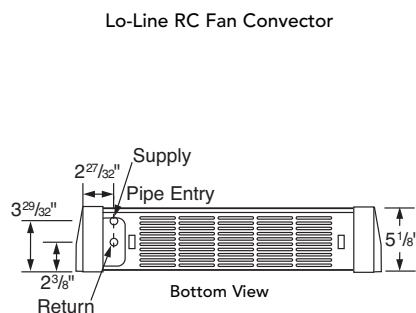 Lo-Line RC Fan Convector
2 27/32"
Supply
Pipe Entry
3 29/32"
5 1/8'
2 3/8"
Return
Bottom View